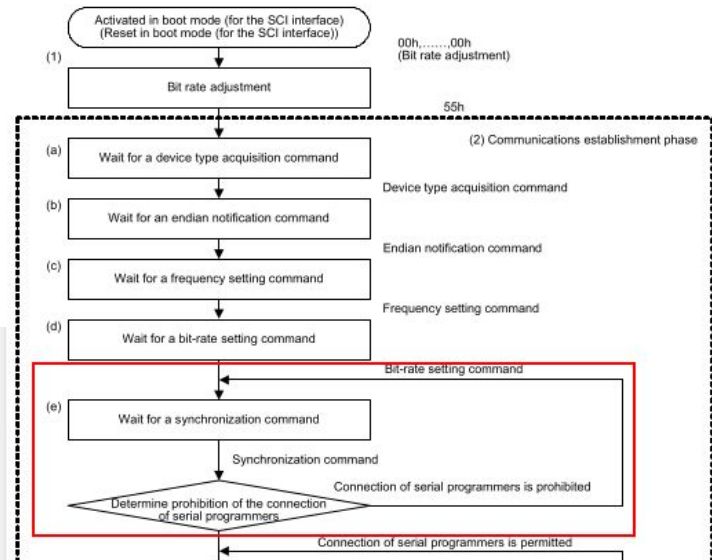 Activated in boot mode (for the SCI interface)
(Reset in boot mode (for the SCI interface))
00h,......,00h
(Bit rate adjustment)
(1)
Bit rate adjustment
55h
(2) Communications establishment phase
(a)
Wait for a device type acquisition command
Device type acquisition command
(b)
Wait for an endian notification command
Endian notification command
(c)
Wait for a frequency setting command
Frequency setting command
(d)
Wait for a bit-rate setting command
Bit-rate setting command
(e)
Wait for a synchronization command
Synchronization command
Connection of serial programmers is prohibited
Determine prohibition of the connection
of serial programmers
Connection of serial programmers is permitted